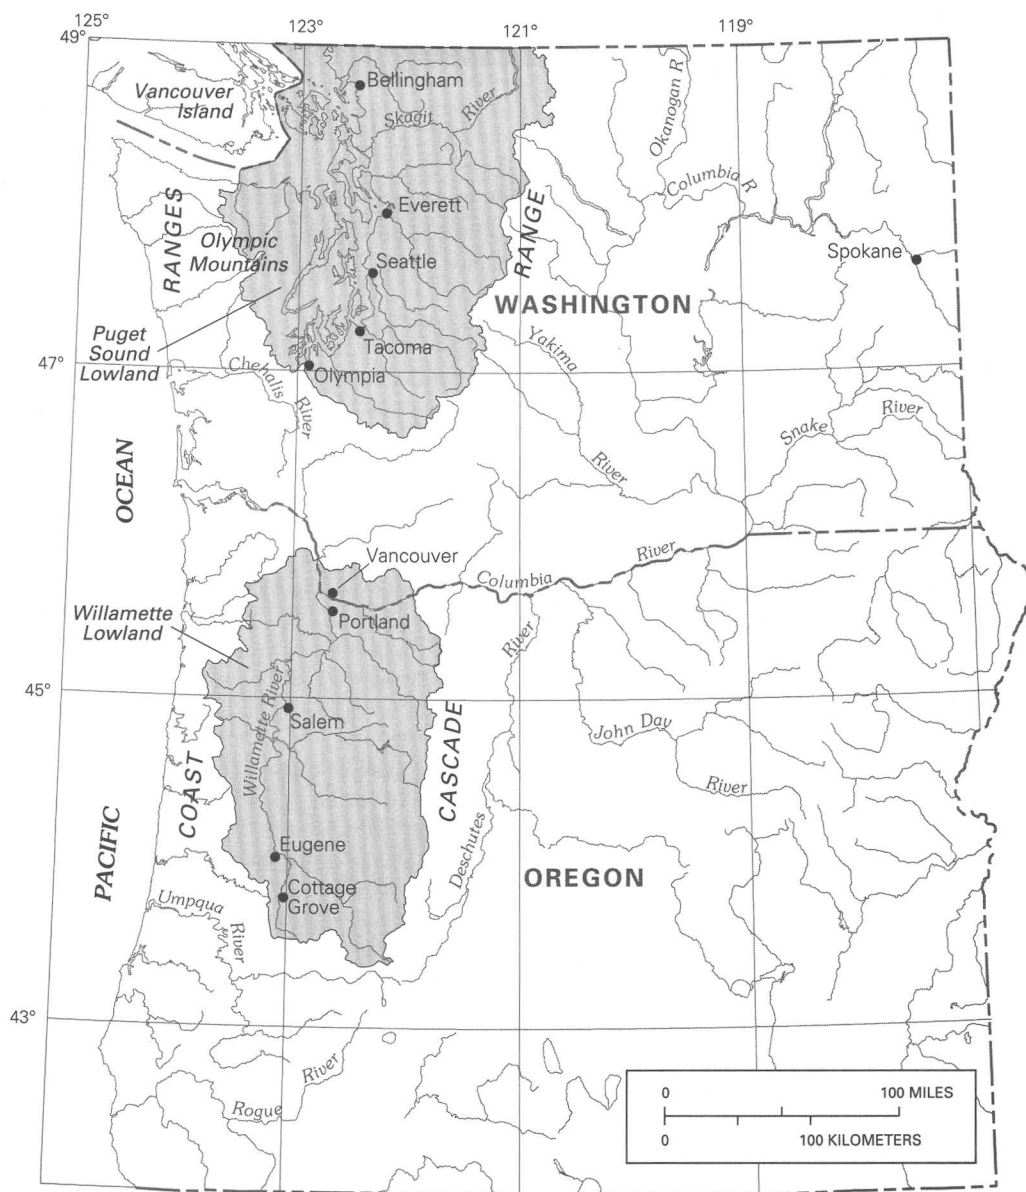 125°
123°
121°
119°
49°
Vancouver
Island
Bellingham
Skagit
River
Okanogan R
Columbia R
RANGES
Olympic
Mountains
Everett
RANGE
Seattle
Spokane
WASHINGTON
Puget
Sound
Lowland
Tacoma
Yakima
River
47°
Chehalis
River
Olympia
Snake
River
OCEAN
Vancouver
Columbia
River
Willamette
Lowland
Portland
River
45°
Willamette River
Salem
John Day
River
COAST
CASCADE
PACIFIC
Eugene
Deschutes
OREGON
Cottage
Grove
Umpqua
River
43°
River
Rogue
0
100 MILES
0
100 KILOMETERS